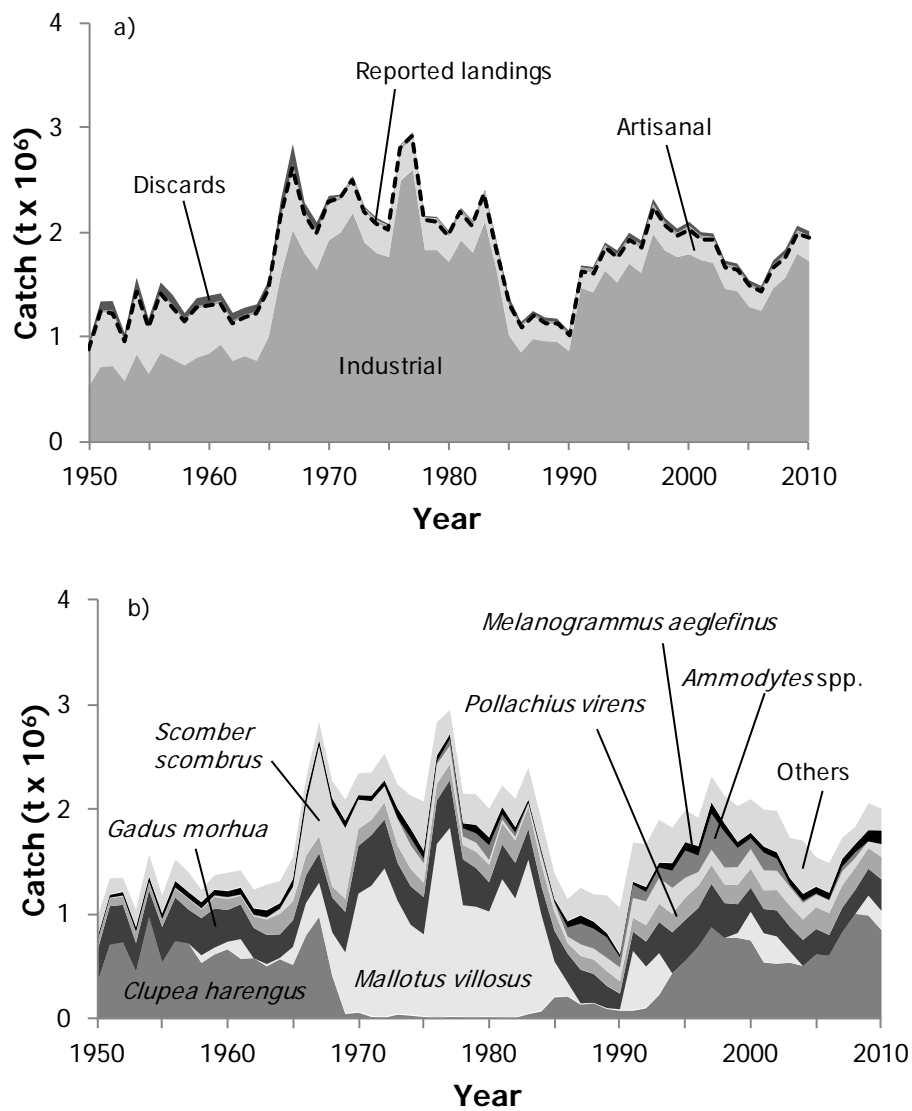 a)
4
3
2
1
0
Catch (t x 10⁶)
Reported landings
Artisanal
Discards
Industrial
1950 1960 1970 1980 1990 2000 2010
Year
b)
4
3
2
1
0
Catch (t x 10⁶)
Melanogrammus aeglefinus
Ammodytes spp.
Pollachius virens
Scomber
scombrus
Others
Gadus morhua
Clupea harengus
Mallotus villosus
1950 1960 1970 1980 1990 2000 2010
Year